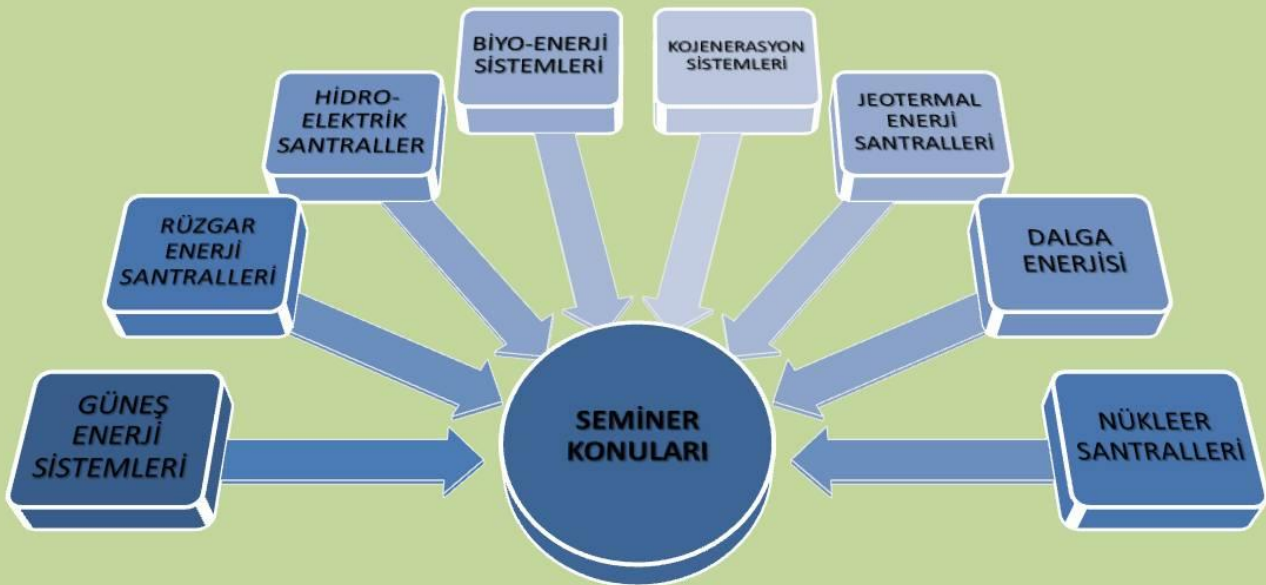 GÜNEŞ
ENERJİ
SİSTEMLERİ
RÜZGAR
ENERJİ
SANTRALLERİ
HİDRO-
ELEKTRİK
SANTRALLER
BİYO-ENERJİ
SİSTEMLERİ
KOJENERASYON
SİSTEMLERİ
JEOTERMAL
ENERJİ
SANTRALLERİ
DALGA
ENERJİSİ
NÜKLEER
SANTRALLERİ
SEMİNER
KONULARI